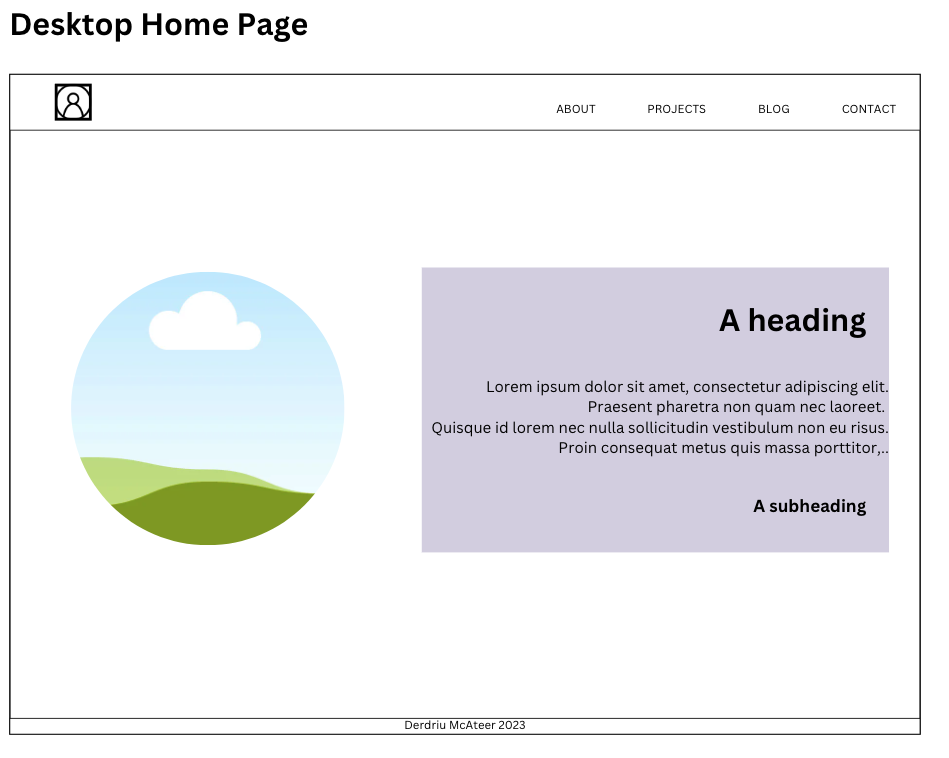 Desktop Home Page
ABOUT PROJECTS BLOG CONTACT
A heading
Lorem ipsum dolor sit amet, consectetur adipiscing elit.
Praesent pharetra non quam nec laoreet.
Quisque id lorem nec nulla sollicitudin vestibulum non eu risus.
Proin consequat metus quis massa porttitor,..
A subheading
Derdriu McAteer 2023